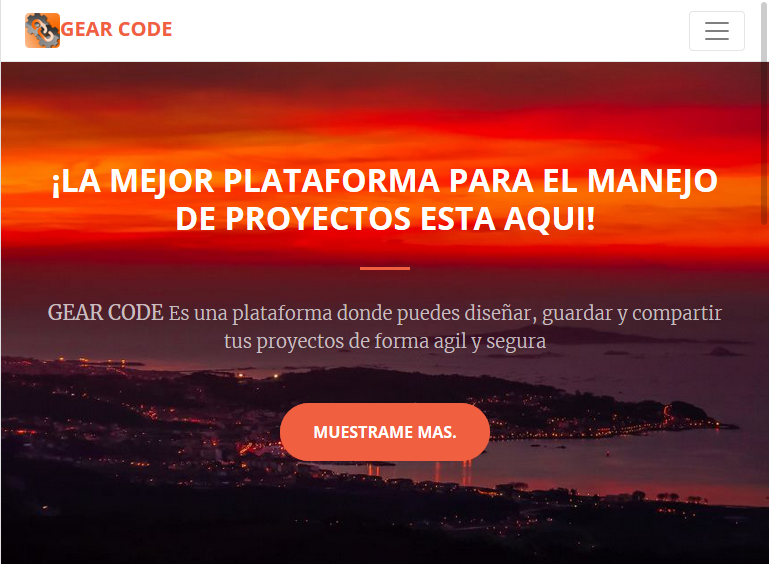 GEAR CODE
¡LA MEJOR PLATAFORMA PARA EL MANEJO
DE PROYECTOS ESTA AQUI!
GEAR CODE Es una plataforma donde puedes diseñar, guardar y compartir
tus proyectos de forma agil y segura
MUESTRAME MAS.